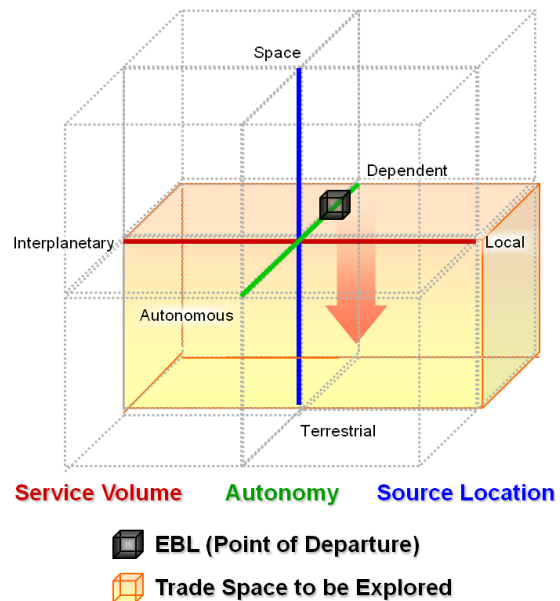 Space
Dependent
Interplanetary
Local
Autonomous
Terrestrial
Service Volume Autonomy Source Location
EBL (Point of Departure)
Trade Space to be Explored